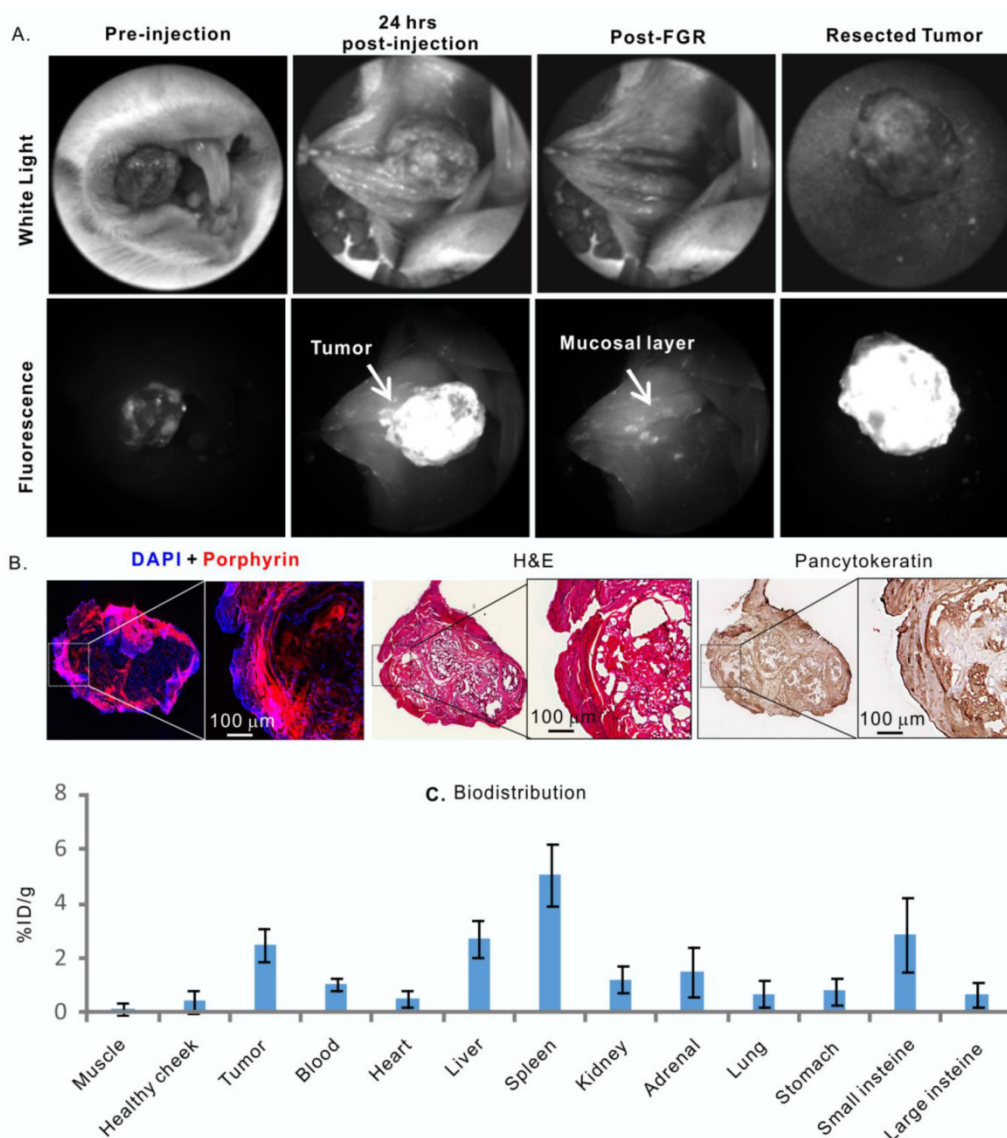 A.
Pre-injection
24 hrs
post-injection
Post-FGR
Resected Tumor
White Light
Fluorescence
Tumor
Mucosal layer
B.
DAPI + Porphyrin
H&E
Pancytokeratin
100 µm
100 µm
100 µm
C. Biodistribution
%ID/g
8
6
4
2
0
Muscle
Healthy cheek
Tumor
Blood
Heart
Liver
Spleen
Kidney
Adrenal
Lung
Stomach
Small insteine
Large insteine